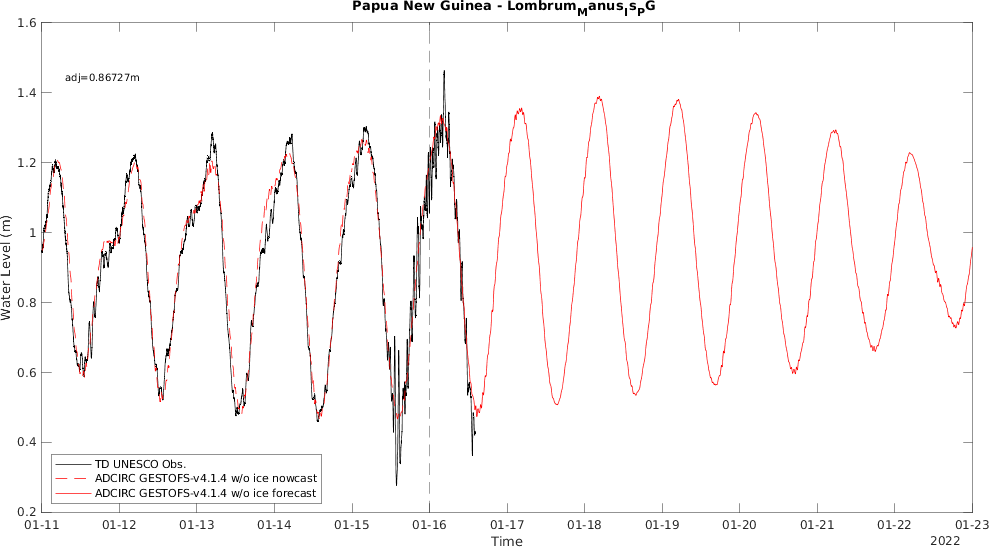 Papua New Guinea - LombrumManusIsPG
1.6
1.4
1.2
1
0.8
0.6
0.4
0.2
Water Level (m)
adj=0.86727m
TD UNESCO Obs.
ADCIRC GESTOFS-v4.1.4 w/o ice nowcast
ADCIRC GESTOFS-v4.1.4 w/o ice forecast
01-11 01-12 01-13 01-14 01-15 01-16 01-17 01-18 01-19 01-20 01-21 01-22 01-23
Time
2022